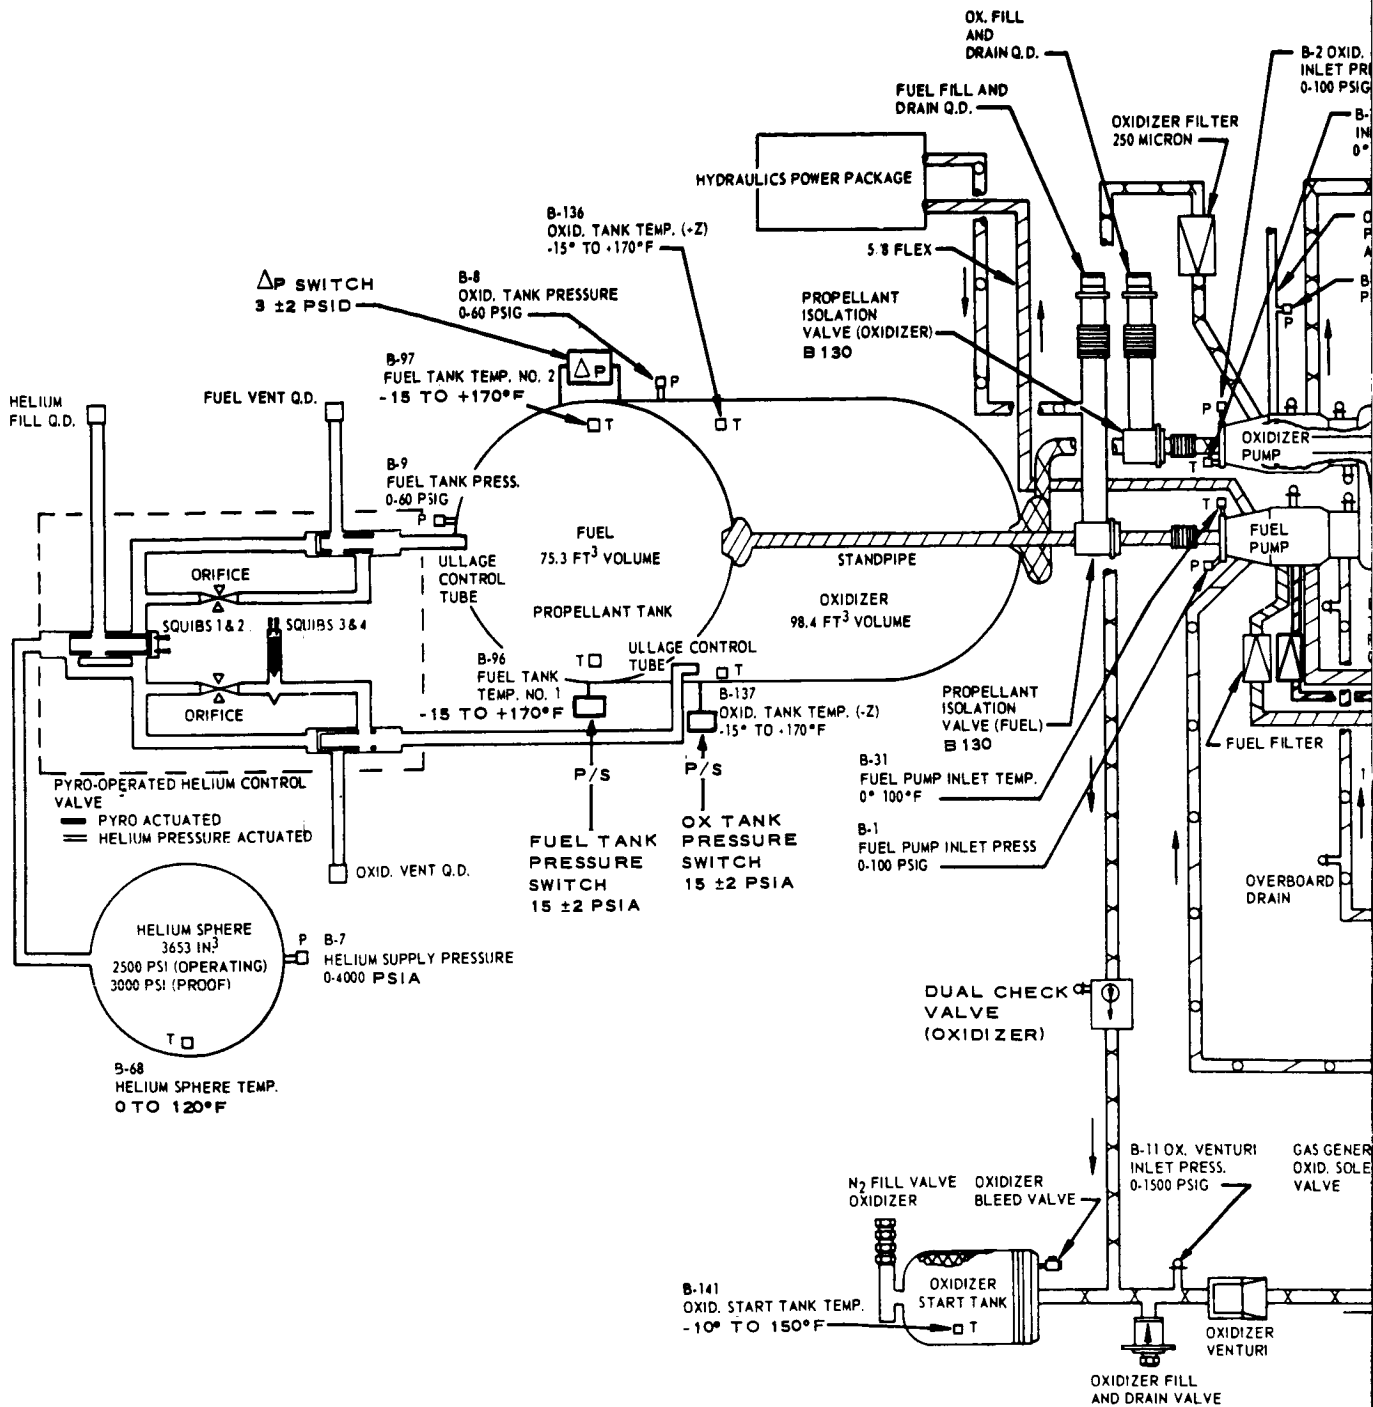 OX. FILL
AND
DRAIN Q.D.
B-2 OXID.
INLET
0-100 PSIG
FUEL FILL AND
DRAIN Q.D.
OXIDIZER FILTER
250 MICRON
HYDRAULICS POWER PACKAGE
B-136
OXID. TANK TEMP. (+Z)
-15° TO +170°F
5/8 FLEX
ΔP SWITCH
3 ±2 PSID
B-8
OXID. TANK PRESSURE
0-60 PSIG
PROPELLANT
ISOLATION
VALVE (OXIDIZER)
B 130
B-97
FUEL TANK TEMP. NO. 2
-15 TO +170°F
ΔP
P
T
T
P
P
HELIUM
FILL Q.D.
FUEL VENT Q.D.
OXIDIZER
PUMP
T
B-9
FUEL TANK PRESS.
0-60 PSIG
P
T
FUEL
75.3 FT³ VOLUME
ULLAGE
CONTROL
TUBE
STANDPIPE
FUEL
PUMP
P
ORIFICE
PROPELLANT TANK
OXIDIZER
98.4 FT³ VOLUME
SQUIBS 1 & 2
SQUIBS 3 & 4
ULLAGE CONTROL
TUBE
T
T
B-96
FUEL TANK
TEMP. NO. 1
-15 TO +170°F
B-137
OXID. TANK TEMP. (-Z)
-15° TO +170°F
ORIFICE
PROPELLANT
ISOLATION
VALVE (FUEL)
B 130
FUEL FILTER
P/S
P/S
B-31
FUEL PUMP INLET TEMP.
0° 100°F
PYRO-OPERATED HELIUM CONTROL
VALVE
PYRO ACTUATED
HELIUM PRESSURE ACTUATED
FUEL TANK
PRESSURE
SWITCH
15 ±2 PSIA
OX TANK
PRESSURE
SWITCH
15 ±2 PSIA
B-1
FUEL PUMP INLET PRESS
0-100 PSIG
OXID. VENT Q.D.
OVERBOARD
DRAIN
HELIUM SPHERE
3653 IN³
2500 PSI (OPERATING)
3000 PSI (PROOF)
P
B-7
HELIUM SUPPLY PRESSURE
0-4000 PSIA
T
B-68
HELIUM SPHERE TEMP.
0 TO 120°F
DUAL CHECK
VALVE
(OXIDIZER)
B-11 OX. VENTURI
INLET PRESS.
0-1500 PSIG
GAS GENER
OXID. SOLE
VALVE
N₂ FILL VALVE
OXIDIZER
OXIDIZER
BLEED VALVE
B-141
OXID. START TANK TEMP.
-10° TO 150°F
OXIDIZER
START TANK
T
OXIDIZER
VENTURI
OXIDIZER FILL
AND DRAIN VALVE